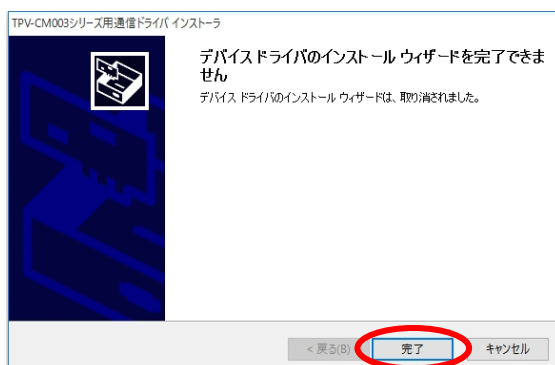 TPV-CM003シリーズ用通信ドライバ インストーラ
デバイス ドライバのインストール ウィザードを完了できま
せん
デバイス ドライバのインストール ウィザードは、取り消されました。
< 戻る(B)
完了
キャンセル